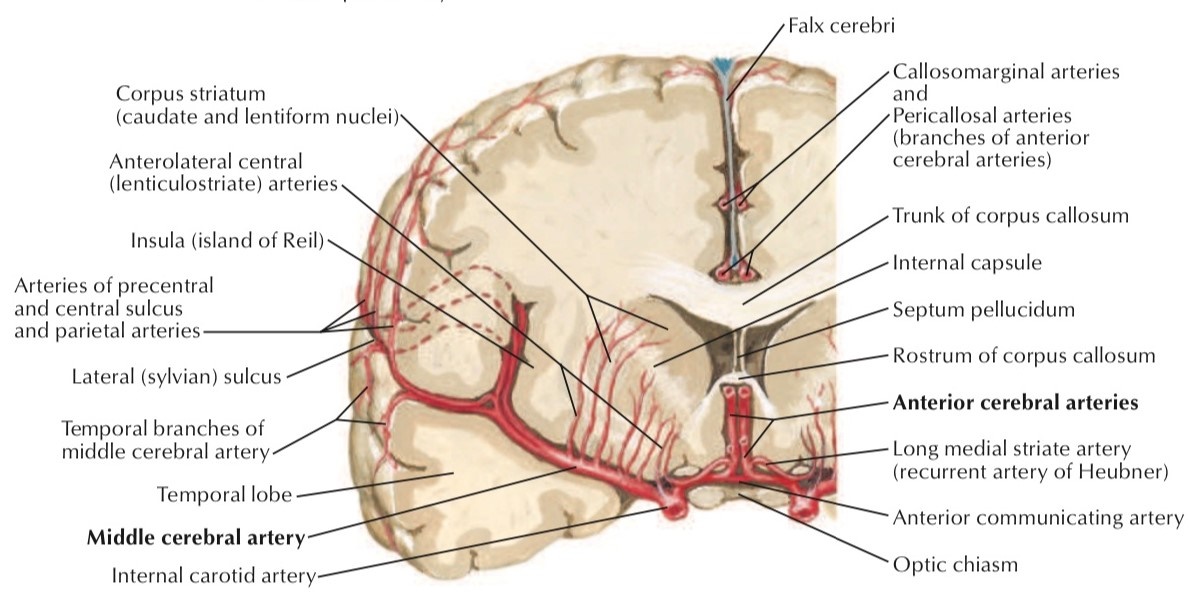 Falx cerebri
Corpus striatum
(caudate and lentiform nuclei)
Anterolateral central
(lenticulostriate) arteries
Insula (island of Reil)
Arteries of precentral
and central sulcus
and parietal arteries
Lateral (sylvian) sulcus
Temporal branches of
middle cerebral artery
Temporal lobe
Middle cerebral artery
Internal carotid artery
Callosomarginal arteries
and
Pericallosal arteries
(branches of anterior
cerebral arteries)
Trunk of corpus callosum
Internal capsule
Septum pellucidum
Rostrum of corpus callosum
Anterior cerebral arteries
Long medial striate artery
(recurrent artery of Heubner)
Anterior communicating artery
Optic chiasm